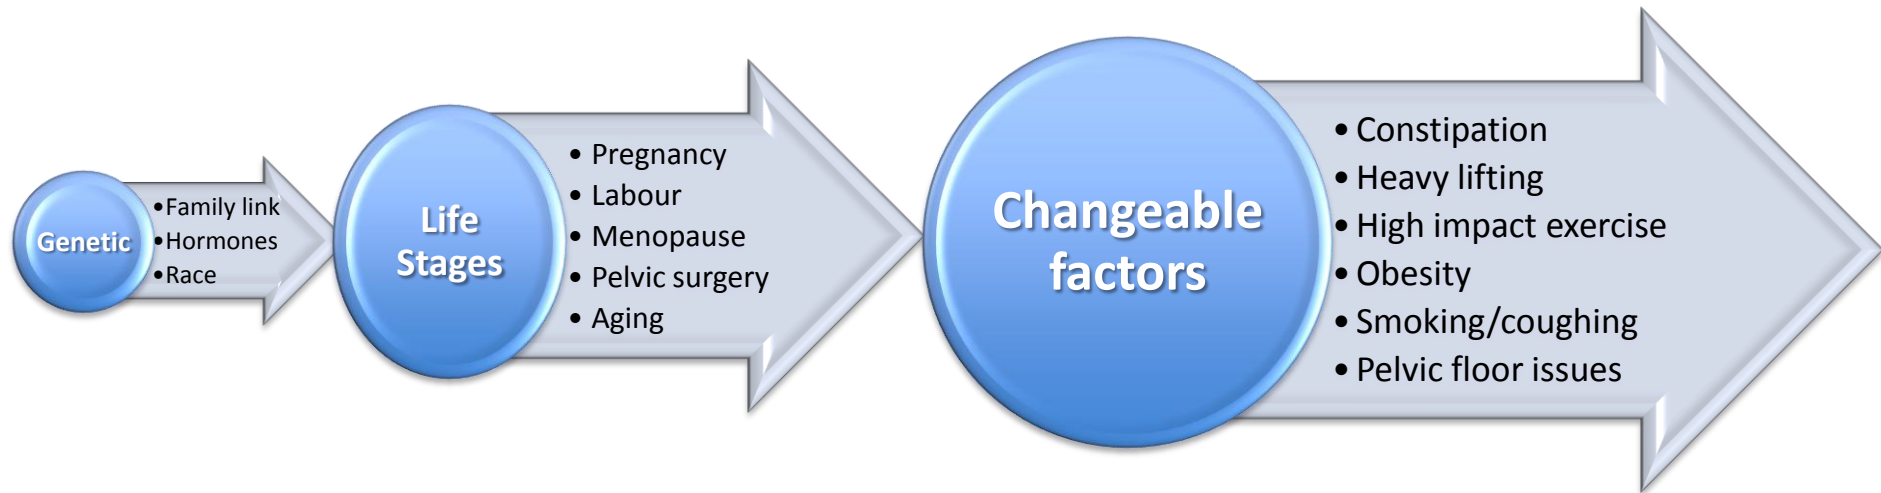 Genetic
•Family link
•Hormones
•Race
Life
Stages
• Pregnancy
• Labour
• Menopause
• Pelvic surgery
• Aging
Changeable
factors
•Constipation
•Heavy lifting
•High impact exercise
•Obesity
•Smoking/coughing
•Pelvic floor issues